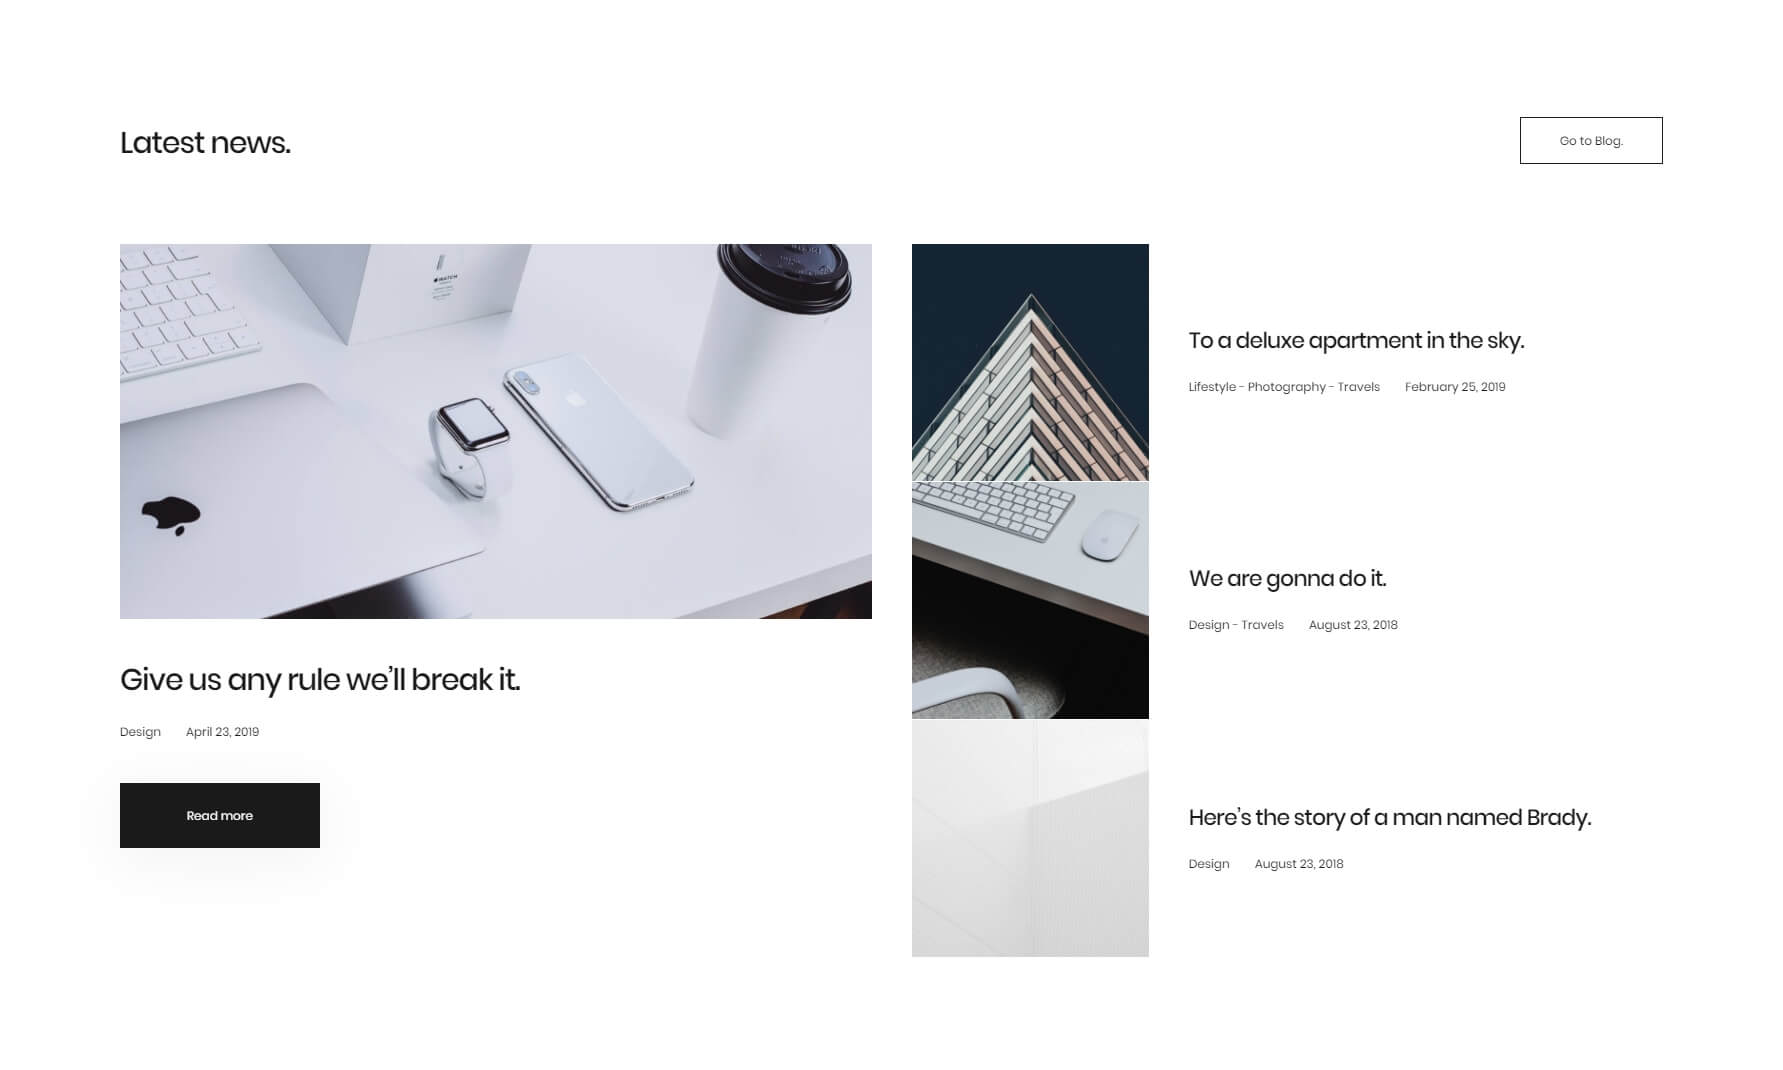 Latest news.
Go to Blog.
WATCH
Give us any rule we’ll break it.
Design April 23, 2019
Read more
To a deluxe apartment in the sky.
Lifestyle - Photography - Travels February 25, 2019
We are gonna do it.
Design - Travels August 23, 2018
Here’s the story of a man named Brady.
Design August 23, 2018